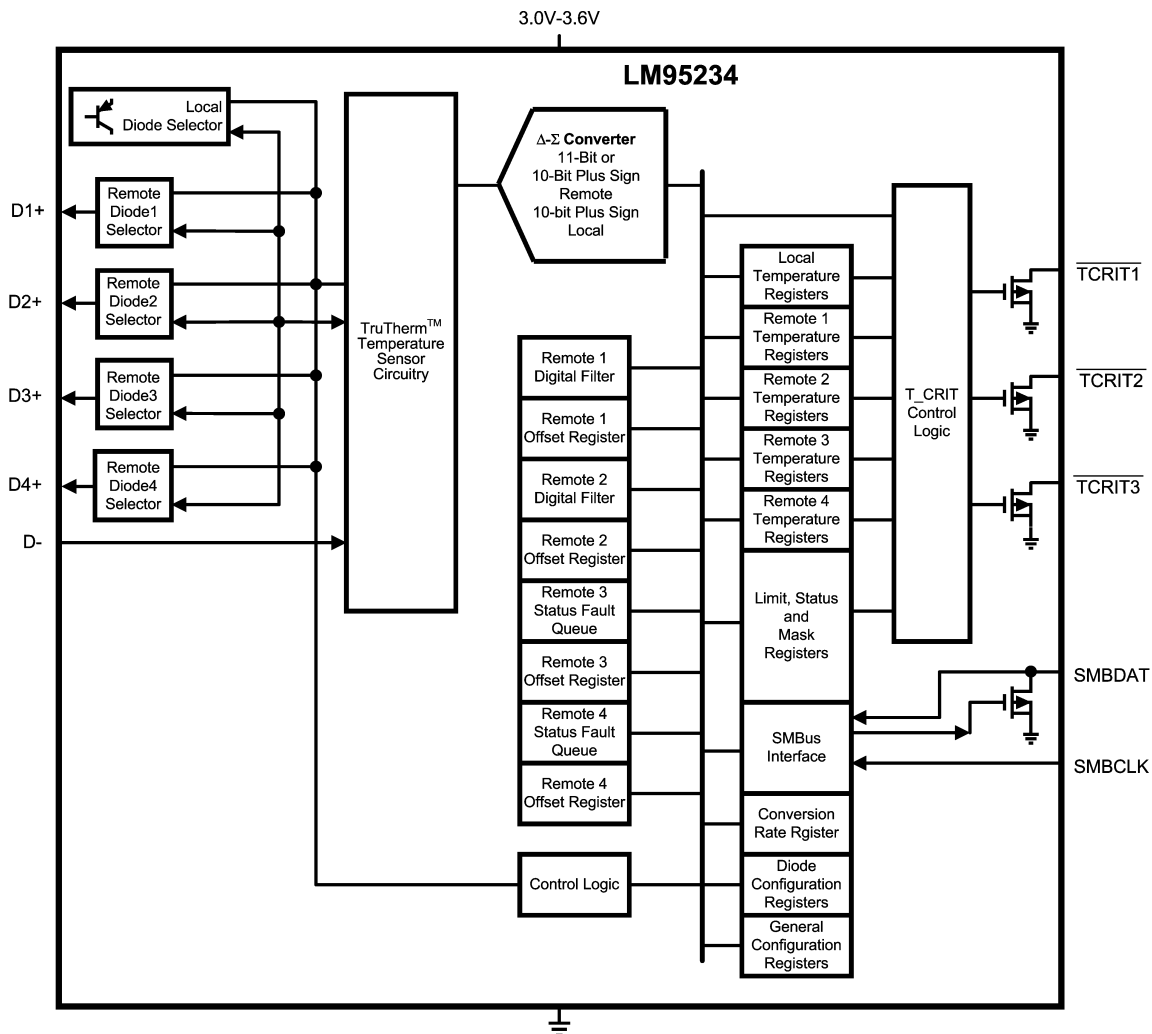 3.0V-3.6V
LM95234
Local
Diode Selector
Remote
Diode1
Selector
Remote
Diode2
Selector
Remote
Diode3
Selector
Remote
Diode4
Selector
D1+
D2+
D3+
D4+
D-
TruTherm™
Temperature
Sensor
Circuitry
Δ-Σ Converter
11-Bit or
10-Bit Plus Sign
Remote
10-bit Plus Sign
Local
Remote 1
Digital Filter
Remote 1
Offset Register
Remote 2
Digital Filter
Remote 2
Offset Register
Remote 3
Status Fault
Queue
Remote 3
Offset Register
Remote 4
Status Fault
Queue
Remote 4
Offset Register
Control Logic
Local
Temperature
Registers
Remote 1
Temperature
Registers
Remote 2
Temperature
Registers
Remote 3
Temperature
Registers
Remote 4
Temperature
Registers
Limit, Status
and
Mask
Registers
SMBus
Interface
Conversion
Rate Rgister
Diode
Configuration
Registers
General
Configuration
Registers
T_CRIT
Control
Logic
TCRIT1
TCRIT2
TCRIT3
SMBDAT
SMBCLK